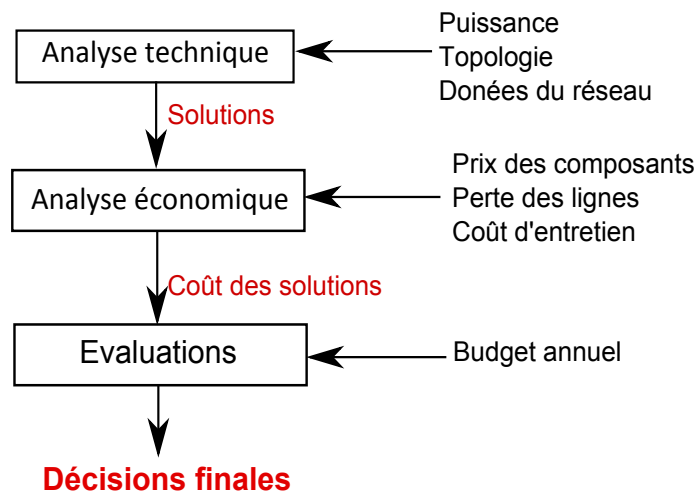 Analyse technique
Puissance
Topologie
Donées du réseau
Solutions
Analyse économique
Prix des composants
Perte des lignes
Coût d'entretien
Coût des solutions
Evaluations
Budget annuel
Décisions finales